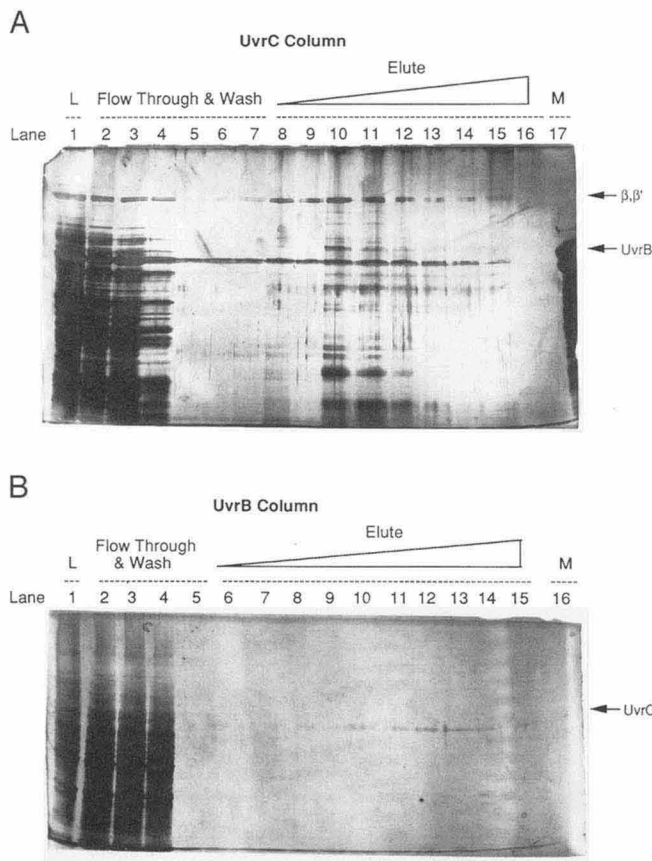 A
UvrC Column
Elute
L Flow Through & Wash M
Lane 1 2 3 4 5 6 7 8 9 10 11 12 13 14 15 16 17
β,β'
UvrB
B
UvrB Column
Elute
Flow Through
L & Wash M
Lane 1 2 3 4 5 6 7 8 9 10 11 12 13 14 15 16
UvrC